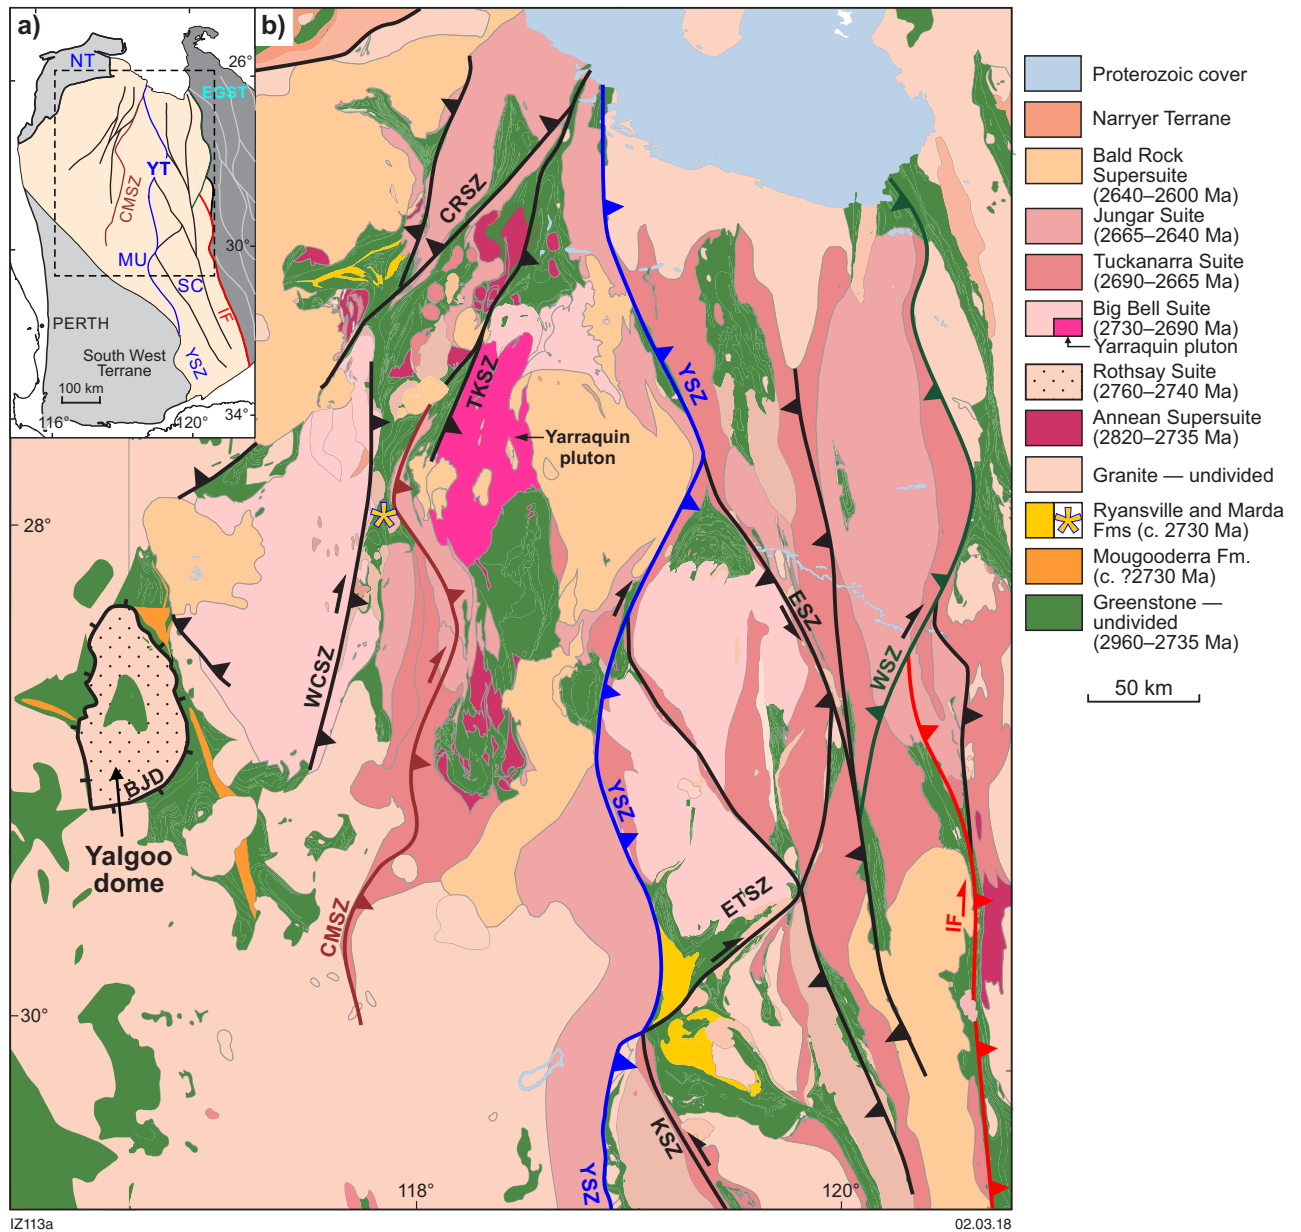 a)
NT
26°
EGST
YT
CMSZ
MU
30°
SC
IF
PERTH
South West
Terrane
YSZ
100 km
34°
116°
120°
b)
CRSZ
TKSZ
YSZ
Yarraquin
pluton
28°
ESZ
WCSZ
WSZ
BJD
YSZ
Yalgoo
dome
ETSZ
CMSZ
IF
30°
KSZ
YSZ
118°
120°
Proterozoic cover
Narryer Terrane
Bald Rock
Supersuite
(2640–2600 Ma)
Jungar Suite
(2665–2640 Ma)
Tuckanarra Suite
(2690–2665 Ma)
Big Bell Suite
(2730–2690 Ma)
Yarraquin pluton
Rothsay Suite
(2760–2740 Ma)
Annean Supersuite
(2820–2735 Ma)
Granite — undivided
Ryansville and Marda
Fms (c. 2730 Ma)
Mougooderra Fm.
(c. ?2730 Ma)
Greenstone —
undivided
(2960–2735 Ma)
50 km
IZ113a
02.03.18